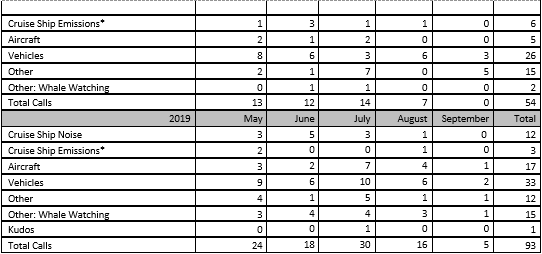 Cruise Ship Emissions* 1 3 1 1 0 6
Aircraft 2 1 2 0 0 5
Vehicles 8 6 3 6 3 26
Other 2 1 7 0 5 15
Other: Whale Watching 0 1 1 0 0 2
Total Calls 13 12 14 7 0 54
2019 May June July August September Total
Cruise Ship Noise 3 5 3 1 0 12
Cruise Ship Emissions* 2 0 0 1 0 3
Aircraft 3 2 7 4 1 17
Vehicles 9 6 10 6 2 33
Other 4 1 5 1 1 12
Other: Whale Watching 3 4 4 3 1 15
Kudos 0 0 1 0 0 1
Total Calls 24 18 30 16 5 93